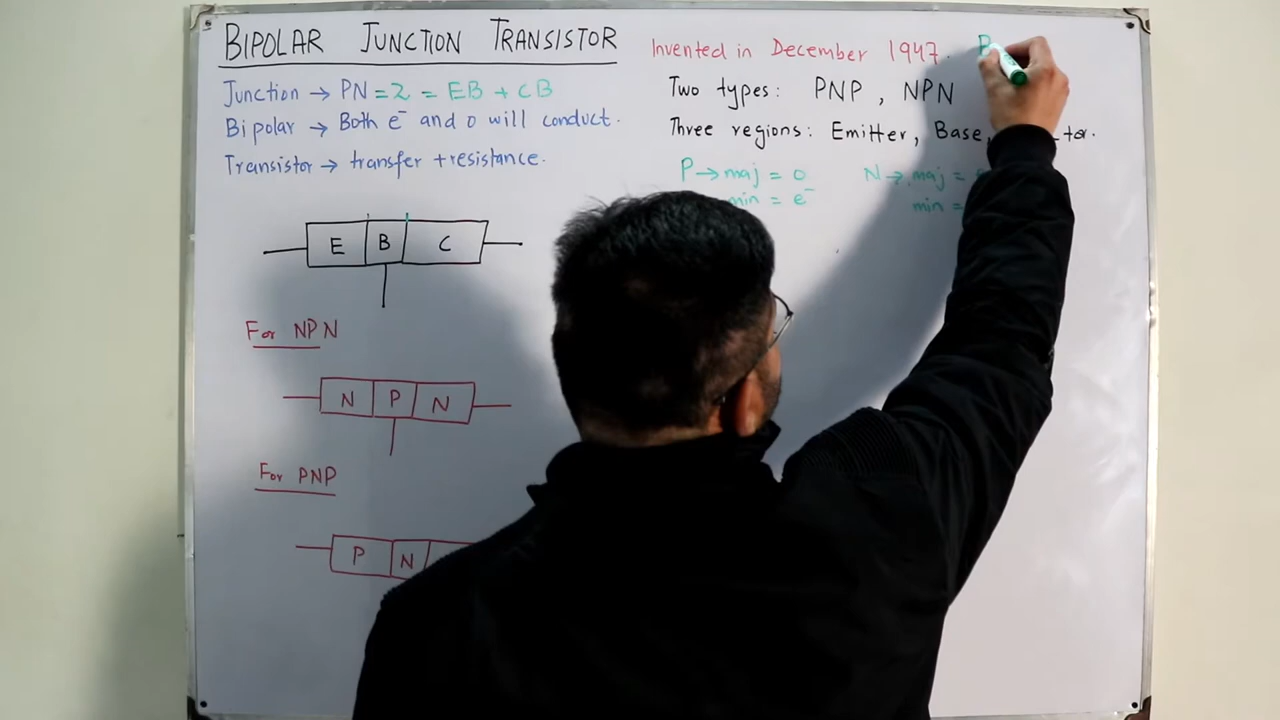 BIPOLAR JUNCTION TRANSISTOR
Invented in December 1947.
Junction → PN = 2 = EB + CB
Two types: PNP, NPN
Bipolar → Both e⁻ and o will conduct.
Three regions: Emitter, Base,
Transistor → transfer + resistance.
P → maj = o
min = e⁻
N → maj =
min =
E B C
For NPN
N P N
For PNP
P N